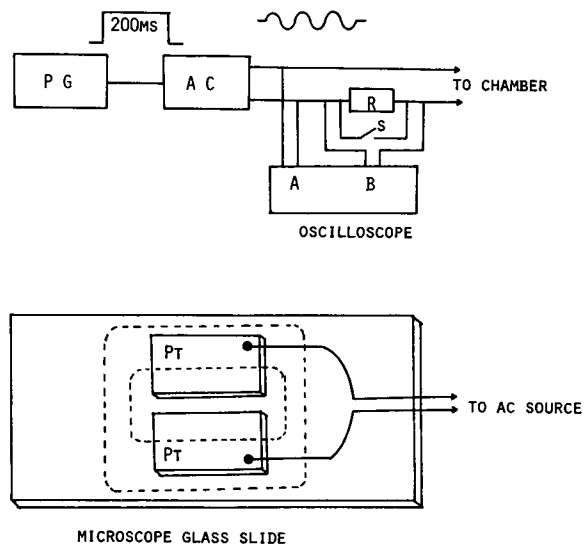 200MS
P G
A C
TO CHAMBER
R
S
A
B
OSCILLOSCOPE
PT
PT
TO AC SOURCE
MICROSCOPE GLASS SLIDE